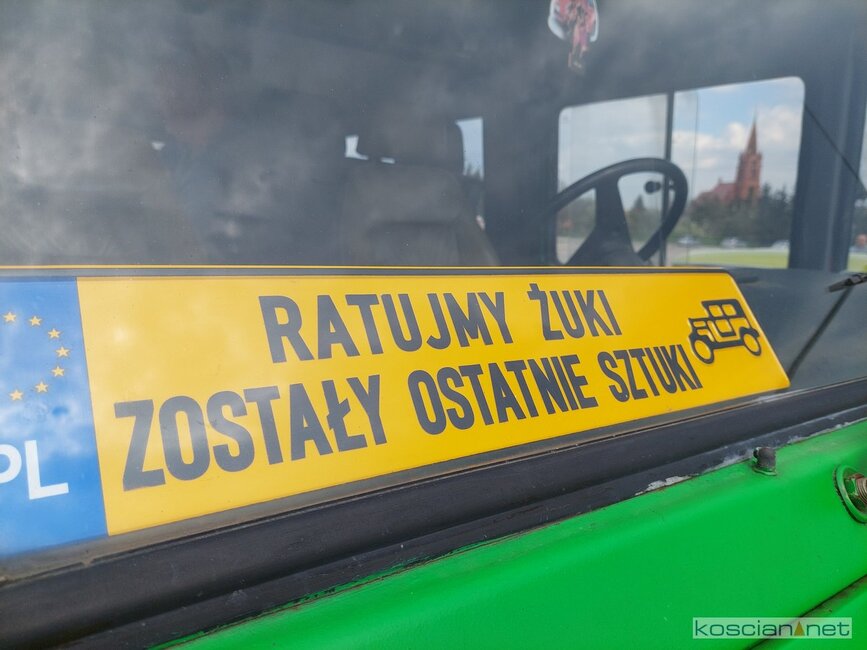 RATUJMY ŻUKI
ZOSTAŁY OSTATNIE SZTUKI
PL
koscian.net